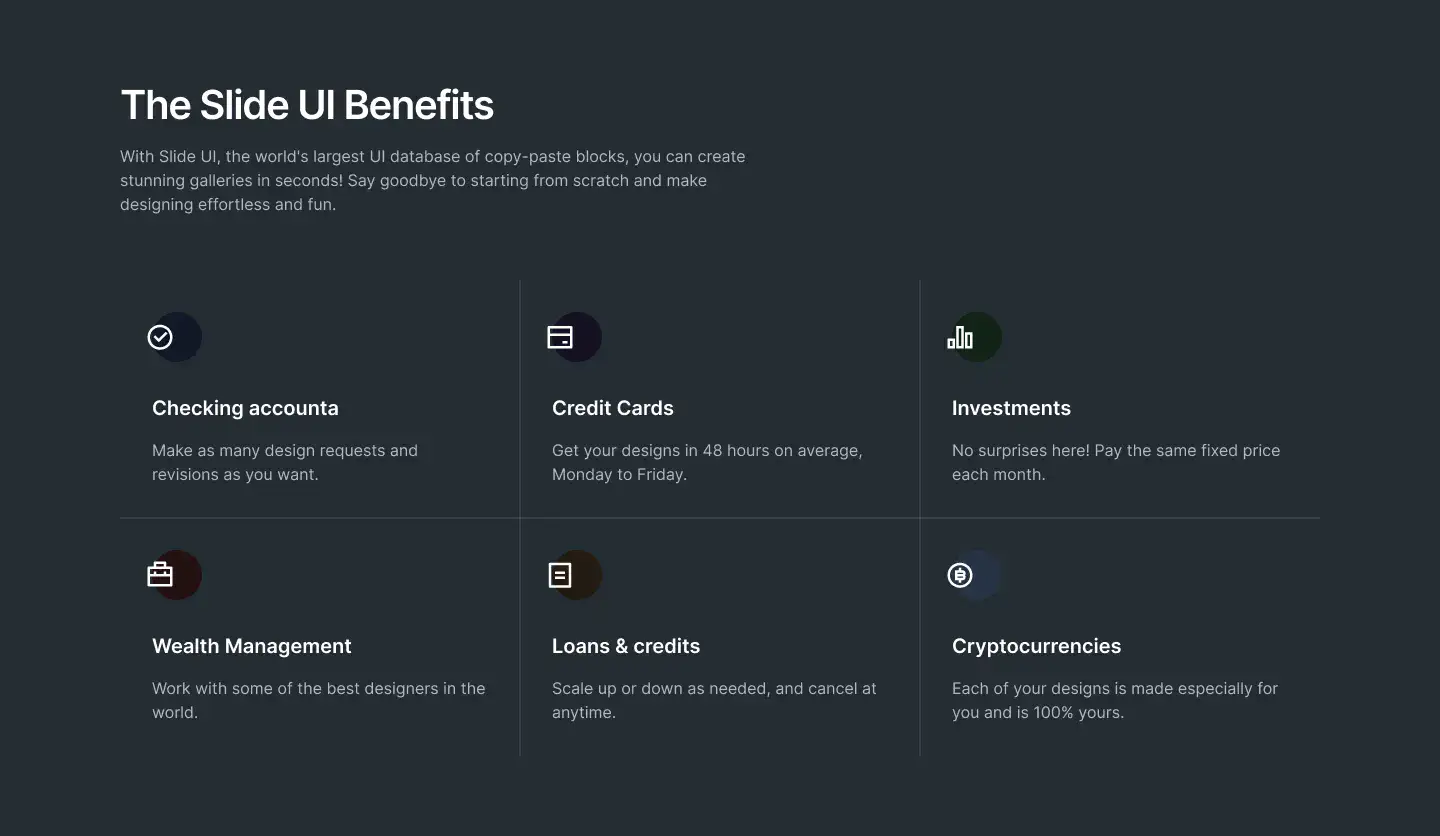 The Slide UI Benefits
With Slide UI, the world's largest UI database of copy-paste blocks, you can create
stunning galleries in seconds! Say goodbye to starting from scratch and make
designing effortless and fun.
Checking accounta
Make as many design requests and
revisions as you want.
Credit Cards
Get your designs in 48 hours on average,
Monday to Friday.
Investments
No surprises here! Pay the same fixed price
each month.
Wealth Management
Work with some of the best designers in the
world.
Loans & credits
Scale up or down as needed, and cancel at
anytime.
Cryptocurrencies
Each of your designs is made especially for
you and is 100% yours.